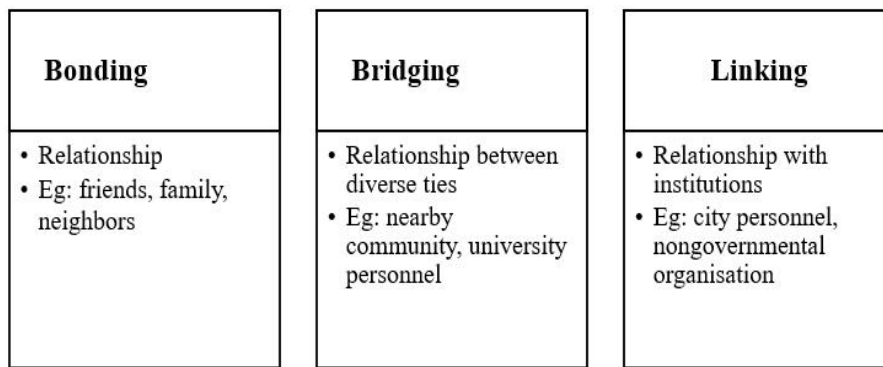 Bonding
• Relationship
• Eg: friends, family,
neighbors
Bridging
• Relationship between
diverse ties
• Eg: nearby
community, university
personnel
Linking
• Relationship with
institutions
• Eg: city personnel,
nongovernmental
organisation